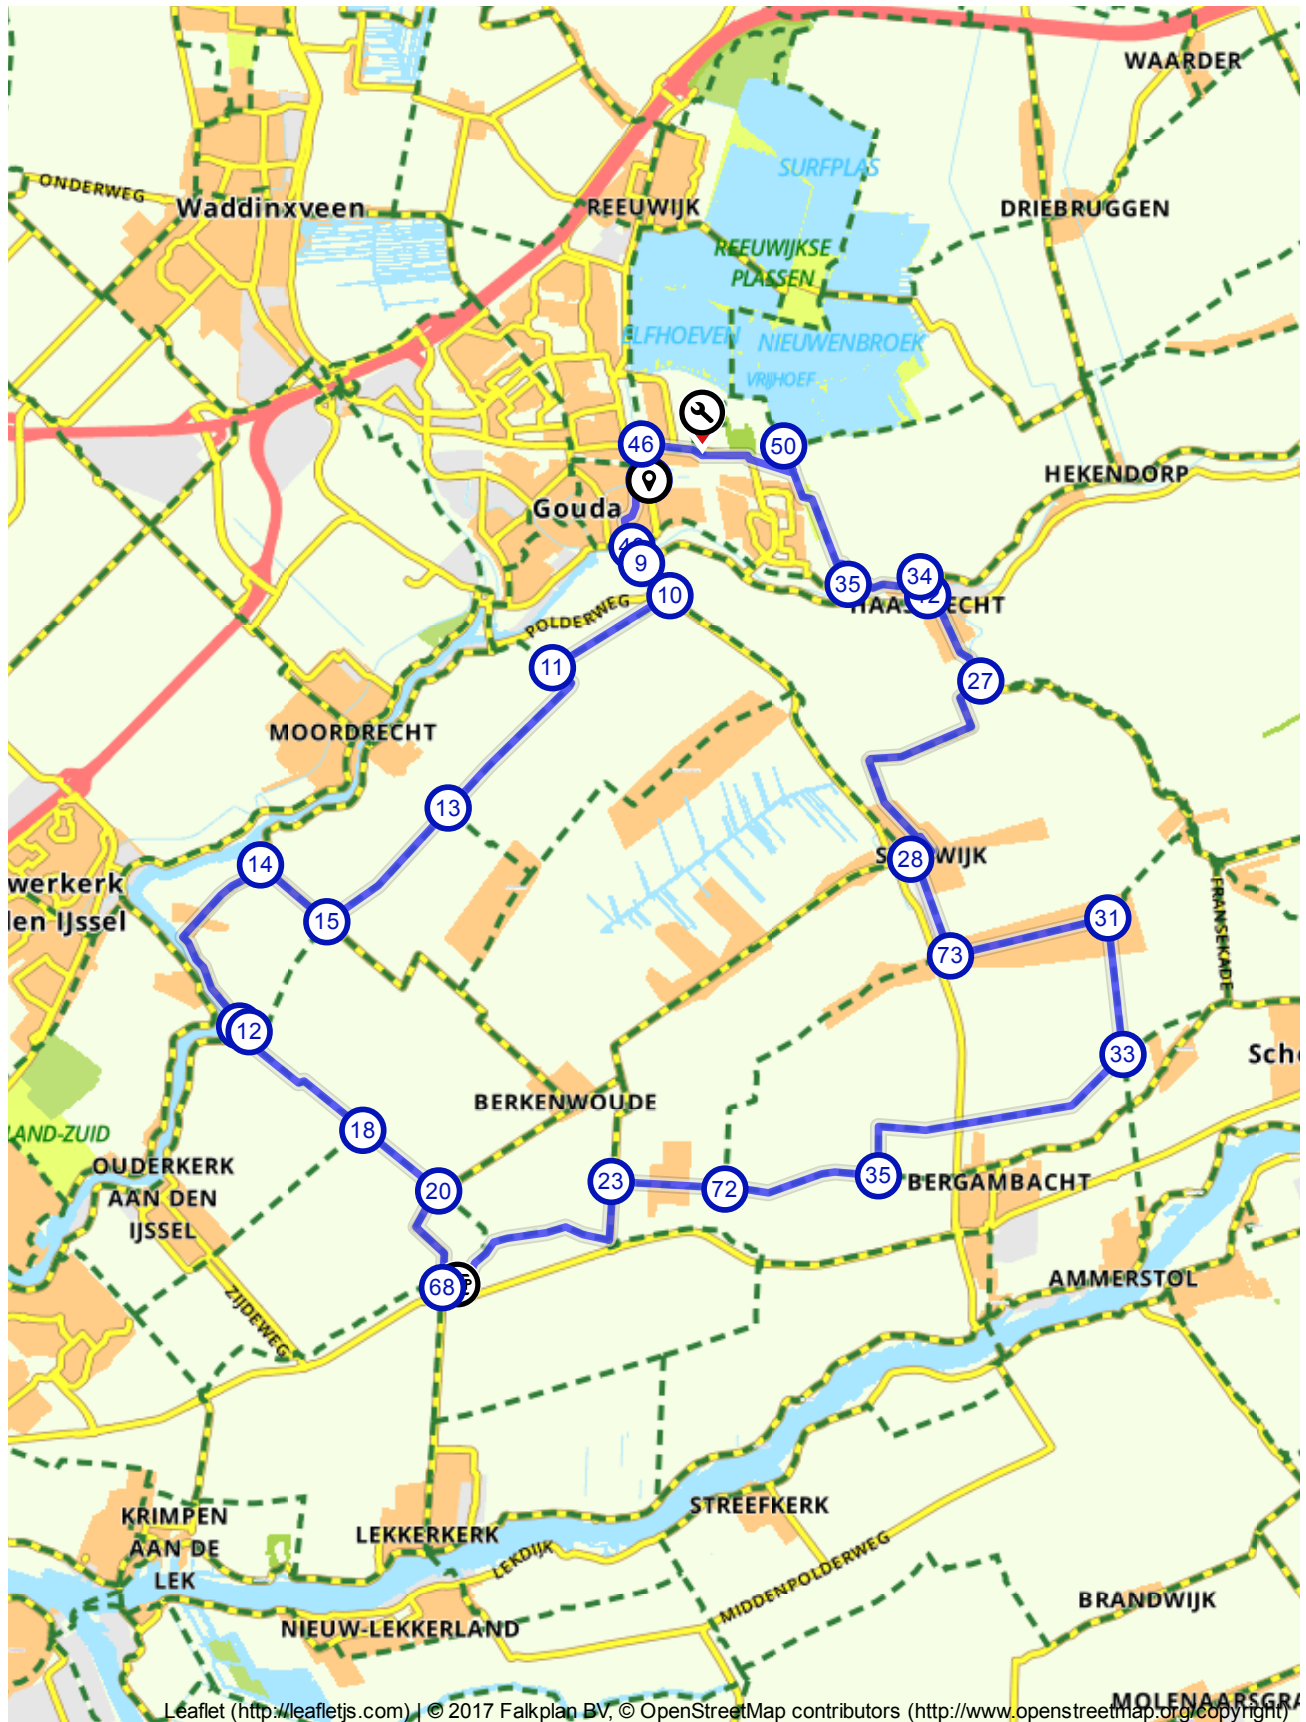 WAARDER
SURFPLAS
ONDERWEG
Waddinxveen
REEUWIJK
DRIEBRUGGEN
REEUWIJKSE
PLASSEN
ELFHOEVEN
NIEUWENBROEK
VRIJHOEF
46
50
HEKENDORP
Gouda
9
10
35
34
POLDERWEG
11
27
MOORDRECHT
13
28
14
werkerk
15
31
len IJssel
FRANSEKADE
73
12
33
BERKENWOUDE
18
LAND-ZUID
OUDERKERK
AAN DEN
IJSSEL
20
23
72
35
BERGAMBACHT
68
AMMERSTOL
ZIJDEWEG
STREEFKERK
KRIMPEN
AAN DE
LEK
LEKKERKERK
LEKDIJK
MIDDENPOLDERWEG
BRANDWIJK
NIEUW-LEKKERLAND
MOLENAARSGRA
Leaflet (http://leafletjs.com) | © 2017 Falkplan BV, © OpenStreetMap contributors (http://www.openstreetmap.org/copyright)